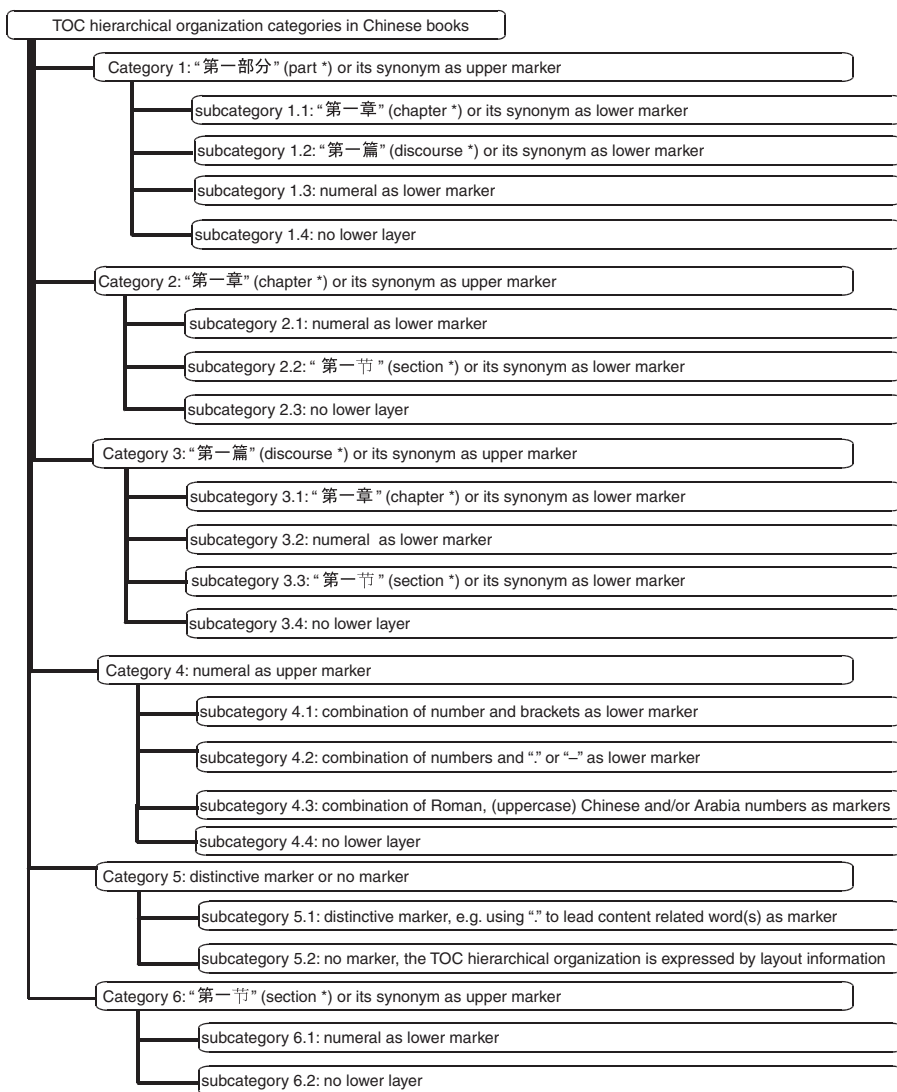 TOC hierarchical organization categories in Chinese books
Category 1: “第一部分” (part *) or its synonym as upper marker
subcategory 1.1: “第一章” (chapter *) or its synonym as lower marker
subcategory 1.2: “第一篇” (discourse *) or its synonym as lower marker
subcategory 1.3: numeral as lower marker
subcategory 1.4: no lower layer
Category 2: “第一章” (chapter *) or its synonym as upper marker
subcategory 2.1: numeral as lower marker
subcategory 2.2: “ 第一节 ” (section *) or its synonym as lower marker
subcategory 2.3: no lower layer
Category 3: “第一篇” (discourse *) or its synonym as upper marker
subcategory 3.1: “ 第一章 ” (chapter *) or its synonym as lower marker
subcategory 3.2: numeral as lower marker
subcategory 3.3: “ 第一节 ” (section *) or its synonym as lower marker
subcategory 3.4: no lower layer
Category 4: numeral as upper marker
subcategory 4.1: combination of number and brackets as lower marker
subcategory 4.2: combination of numbers and “.” or “–” as lower marker
subcategory 4.3: combination of Roman, (uppercase) Chinese and/or Arabia numbers as markers
subcategory 4.4: no lower layer
Category 5: distinctive marker or no marker
subcategory 5.1: distinctive marker, e.g. using “.” to lead content related word(s) as marker
subcategory 5.2: no marker, the TOC hierarchical organization is expressed by layout information
Category 6: “第一节” (section *) or its synonym as upper marker
subcategory 6.1: numeral as lower marker
subcategory 6.2: no lower layer